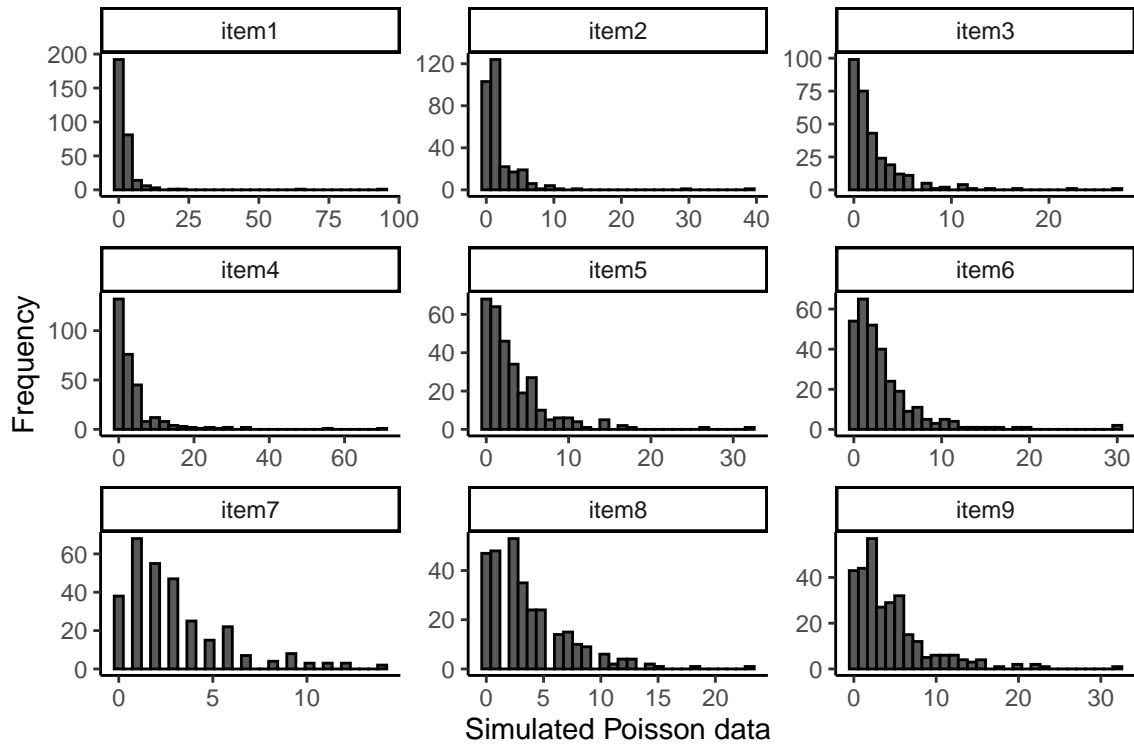 item1 item2 item3
200
150
100
50
0
120
80
40
0
100
75
50
25
0
0 25 50 75 100
0 10 20 30 40
0 10 20
item4 item5 item6
100
50
0
60
40
20
0
60
40
20
0
0 20 40 60
0 10 20 30
0 10 20 30
item7 item8 item9
60
40
20
0
40
20
0
40
20
0
0 5 10
0 5 10 15 20
0 10 20 30
Frequency
Simulated Poisson data